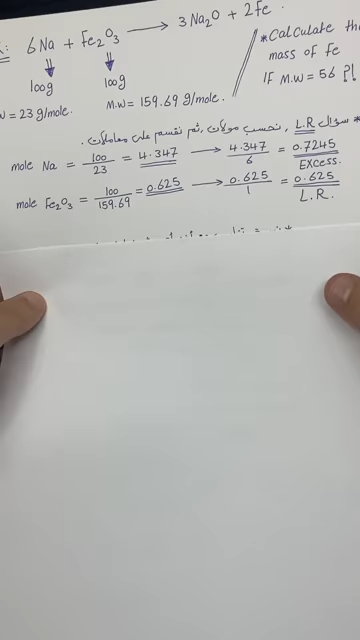 6Na + Fe₂O₃ ⟶ 3Na₂O + 2Fe.
100g 100g
= 23 g/mole. M.W = 159.69 g/mole.
*Calculate the
mass of Fe
IF M.W = 56 ⁇!
* سؤال L.R , نحسب مولات , ثم نقسم على معاملات .
mole Na = 100/23 = 4.347 ⟶ 4.347/6 = 0.7245
EXcess.
mole Fe₂O₃ = 100/159.69 = 0.625 ⟶ 0.625/1 = 0.625
L.R.